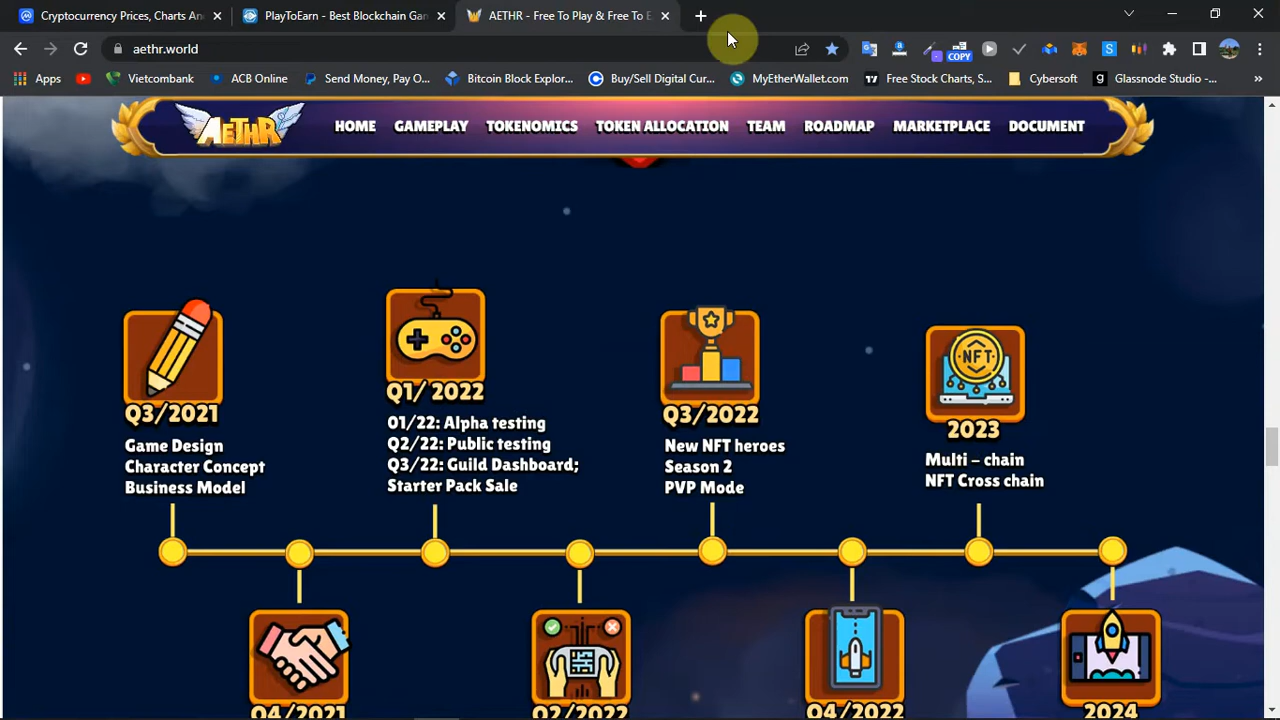 Cryptocurrency Prices, Charts An
PlayToEarn - Best Blockchain Gam
AETHR - Free To Play & Free To E
aethr.world
COPY
Apps
Vietcombank
ACB Online
Send Money, Pay O...
Bitcoin Block Explor...
Buy/Sell Digital Cur...
MyEtherWallet.com
Free Stock Charts, S...
Cybersoft
Glassnode Studio -...
AETHR
HOME
GAMEPLAY
TOKENOMICS
TOKEN ALLOCATION
TEAM
ROADMAP
MARKETPLACE
DOCUMENT
Q3/2021
Game Design
Character Concept
Business Model
Q1/ 2022
01/22: Alpha testing
Q2/22: Public testing
Q3/22: Guild Dashboard;
Starter Pack Sale
Q3/2022
New NFT heroes
Season 2
PVP Mode
NFT
2023
Multi – chain
NFT Cross chain
Q4/2021
Q2/2022
Q4/2022
2024